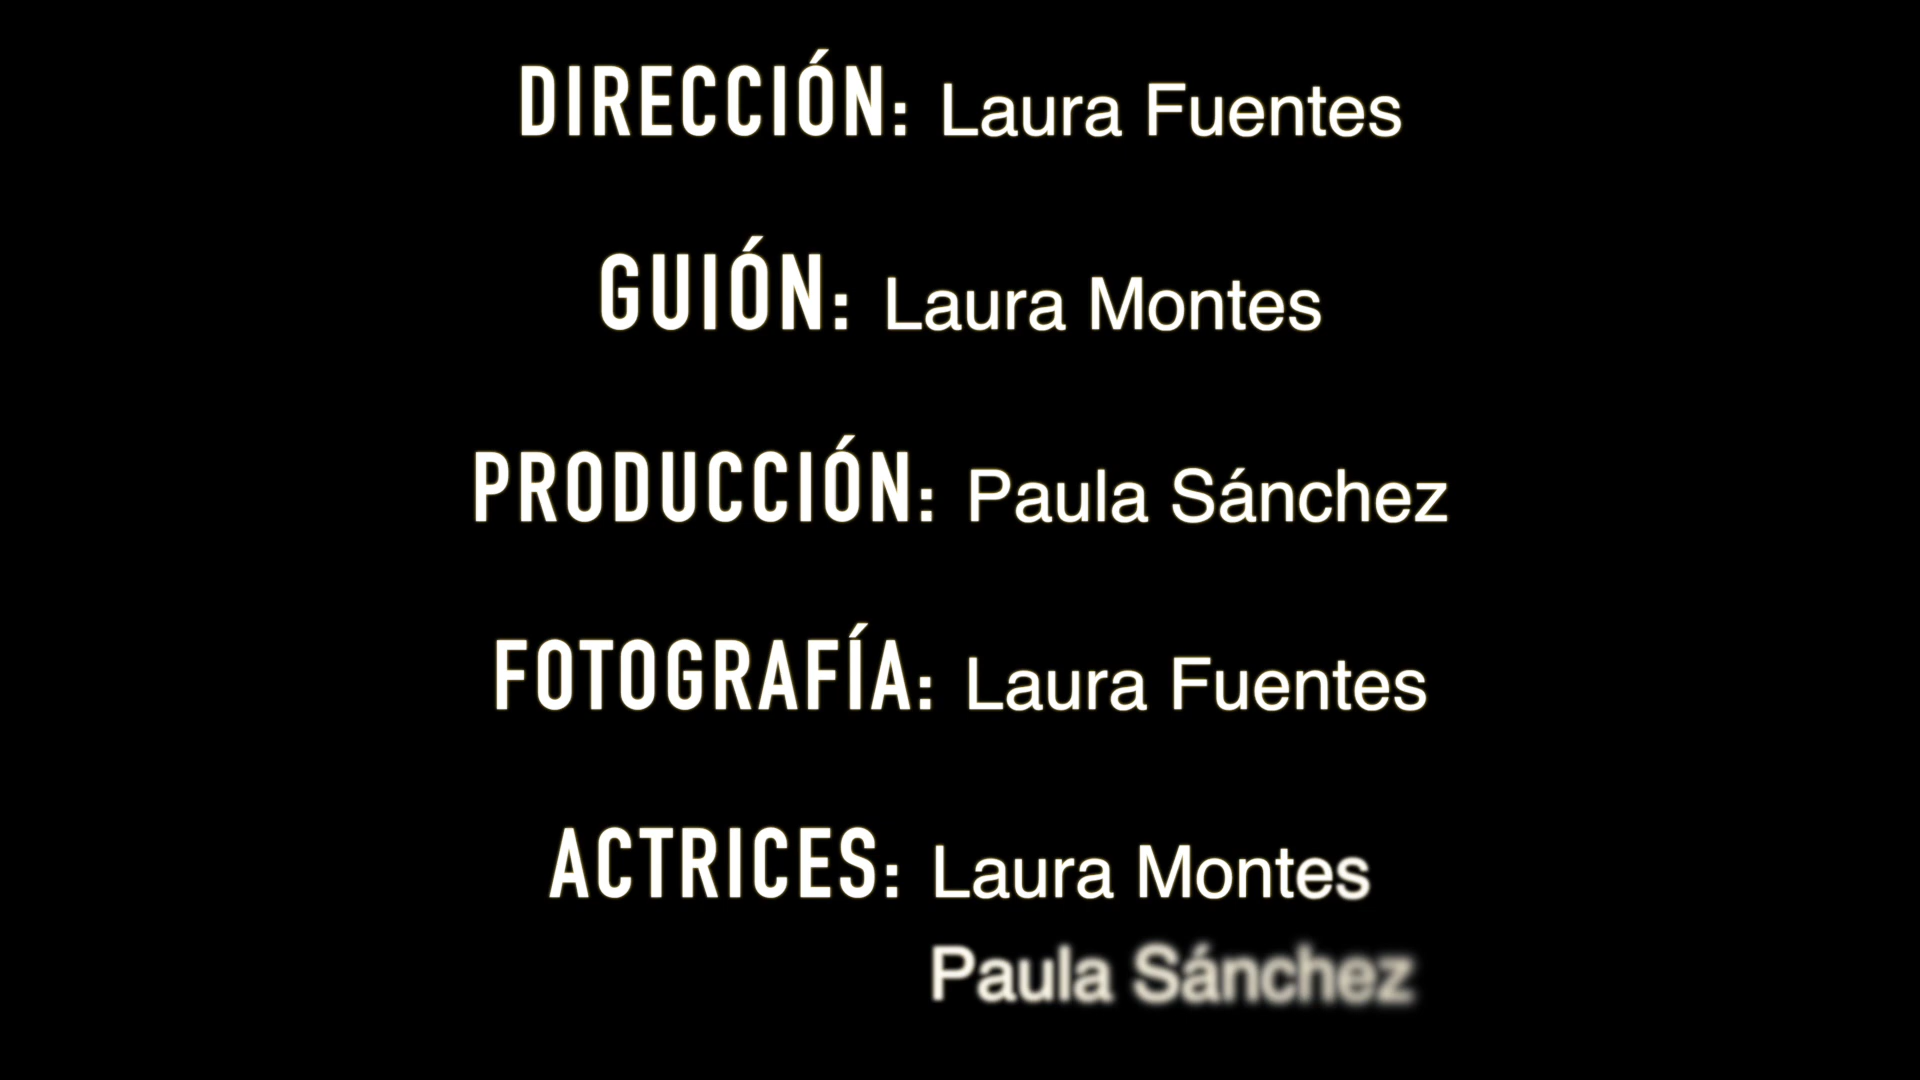 DIRECCIÓN: Laura Fuentes
GUIÓN: Laura Montes
PRODUCCIÓN: Paula Sánchez
FOTOGRAFÍA: Laura Fuentes
ACTRICES: Laura Montes
Paula Sánchez